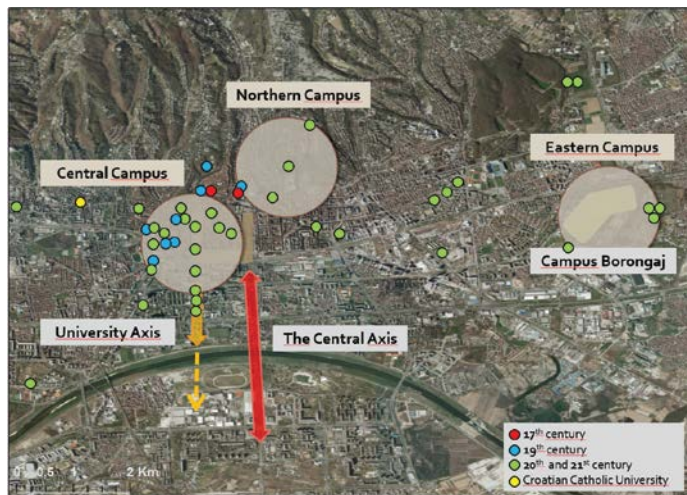 Northern Campus
Eastern Campus
Central Campus
Campus Borongaj
University Axis
The Central Axis
17th century
19th century
20th and 21st century
Croatian Catholic University
0 0,5 1 2 Km